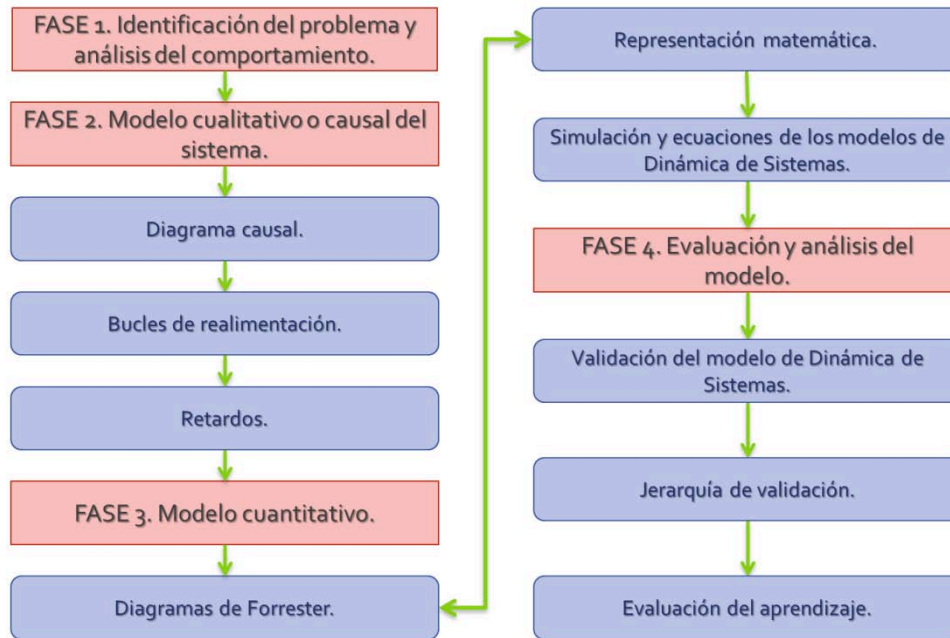 FASE 1. Identificación del problema y
análisis del comportamiento.
FASE 2. Modelo cualitativo o causal del
sistema.
Diagrama causal.
Bucles de realimentación.
Retardos.
FASE 3. Modelo cuantitativo.
Diagramas de Forrester.
Representación matemática.
Simulación y ecuaciones de los modelos de
Dinámica de Sistemas.
FASE 4. Evaluación y análisis del
modelo.
Validación del modelo de Dinámica de
Sistemas.
Jerarquía de validación.
Evaluación del aprendizaje.